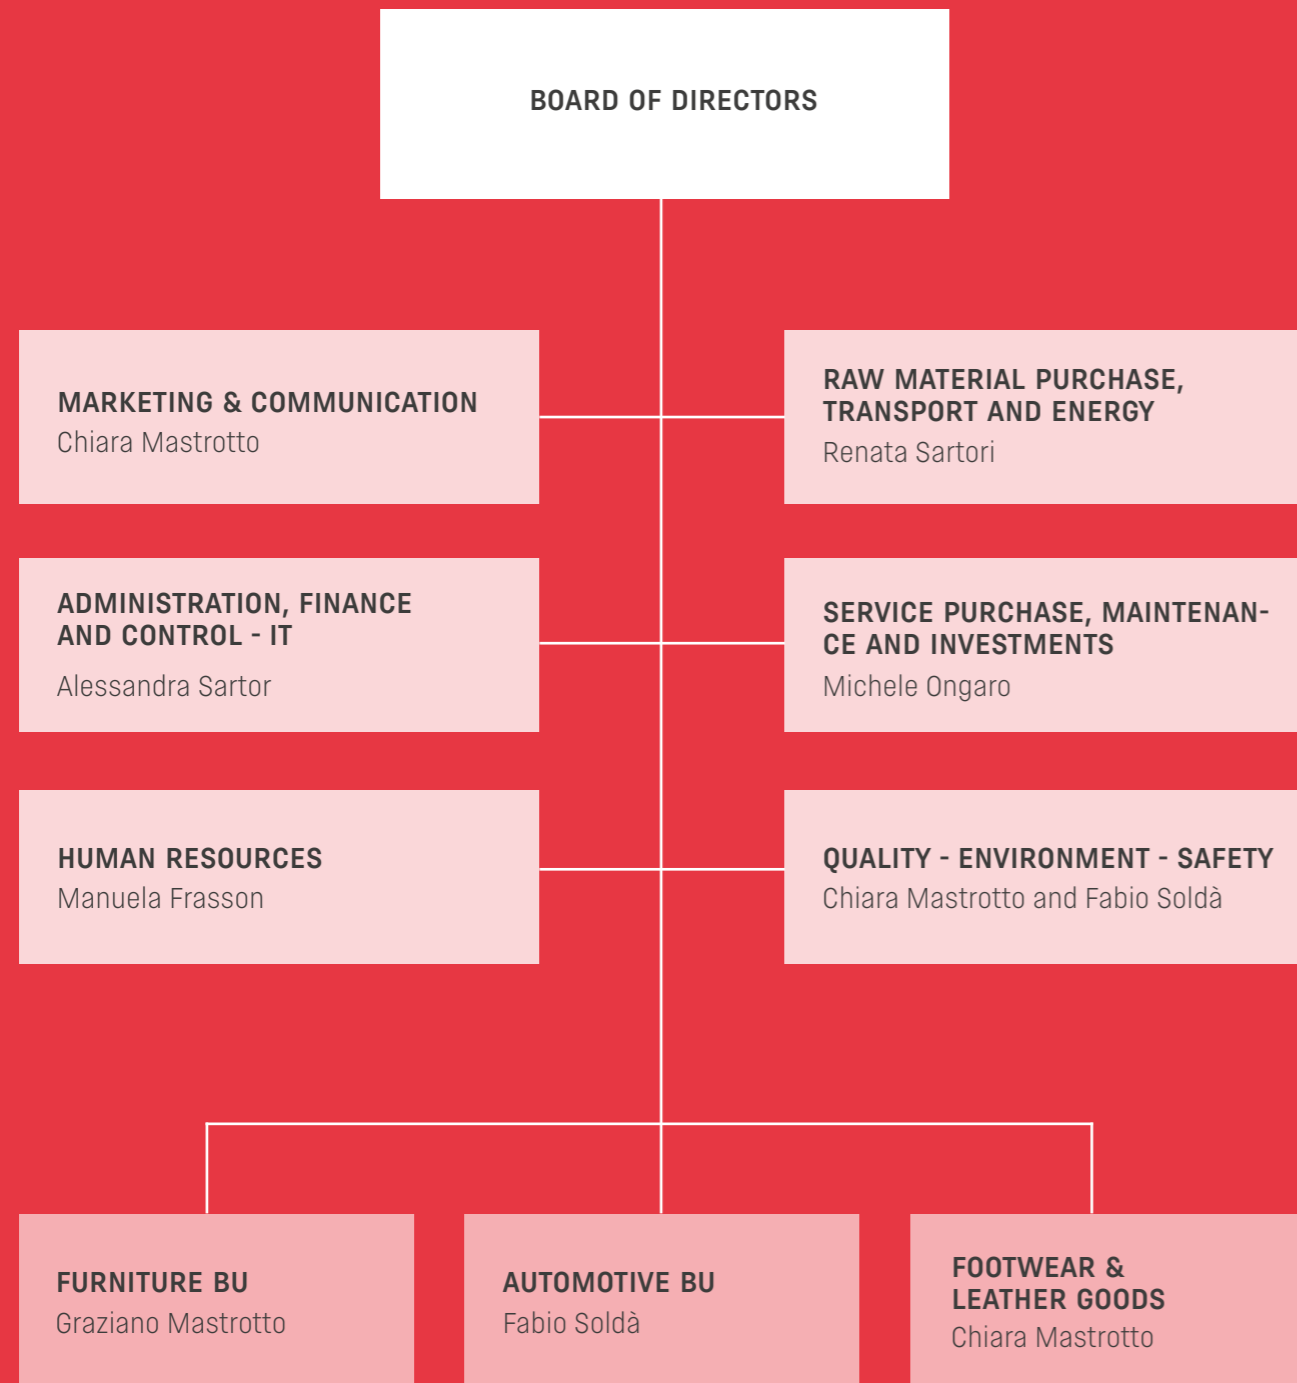 BOARD OF DIRECTORS
MARKETING & COMMUNICATION
Chiara Mastrotto
RAW MATERIAL PURCHASE,
TRANSPORT AND ENERGY
Renata Sartori
ADMINISTRATION, FINANCE
AND CONTROL - IT
Alessandra Sartor
SERVICE PURCHASE, MAINTENAN-
CE AND INVESTMENTS
Michele Ongaro
HUMAN RESOURCES
Manuela Frasson
QUALITY - ENVIRONMENT - SAFETY
Chiara Mastrotto and Fabio Soldà
FURNITURE BU
Graziano Mastrotto
AUTOMOTIVE BU
Fabio Soldà
FOOTWEAR &
LEATHER GOODS
Chiara Mastrotto